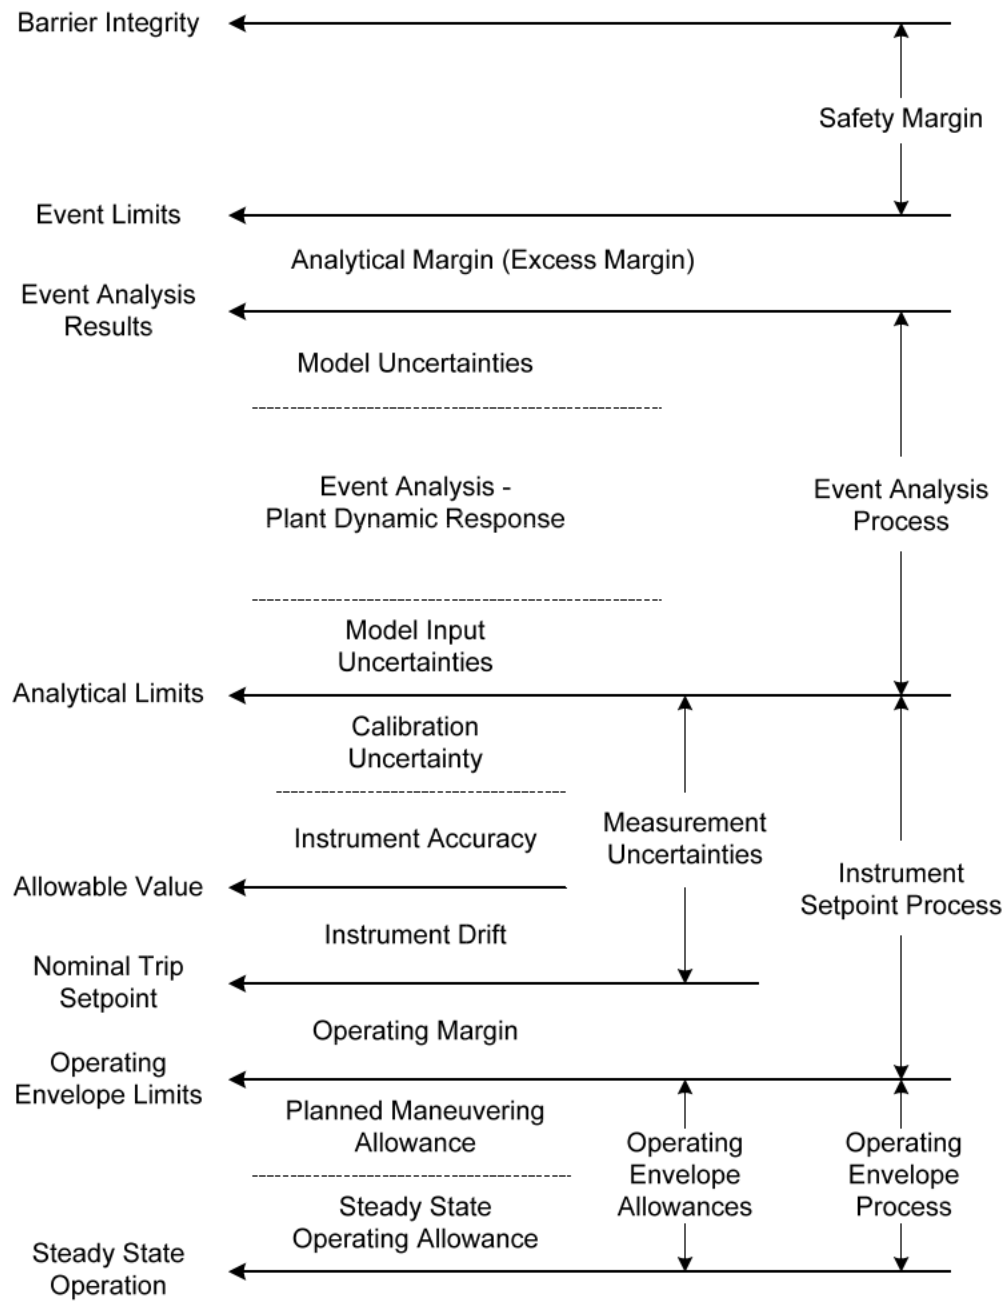 Barrier Integrity
Safety Margin
Event Limits
Analytical Margin (Excess Margin)
Event Analysis
Results
Model Uncertainties
Event Analysis -
Plant Dynamic Response
Event Analysis
Process
Model Input
Uncertainties
Analytical Limits
Calibration
Uncertainty
Instrument Accuracy
Measurement
Uncertainties
Allowable Value
Instrument
Setpoint Process
Instrument Drift
Nominal Trip
Setpoint
Operating Margin
Operating
Envelope Limits
Planned Maneuvering
Allowance
Operating
Envelope
Allowances
Operating
Envelope
Process
Steady State
Operating Allowance
Steady State
Operation